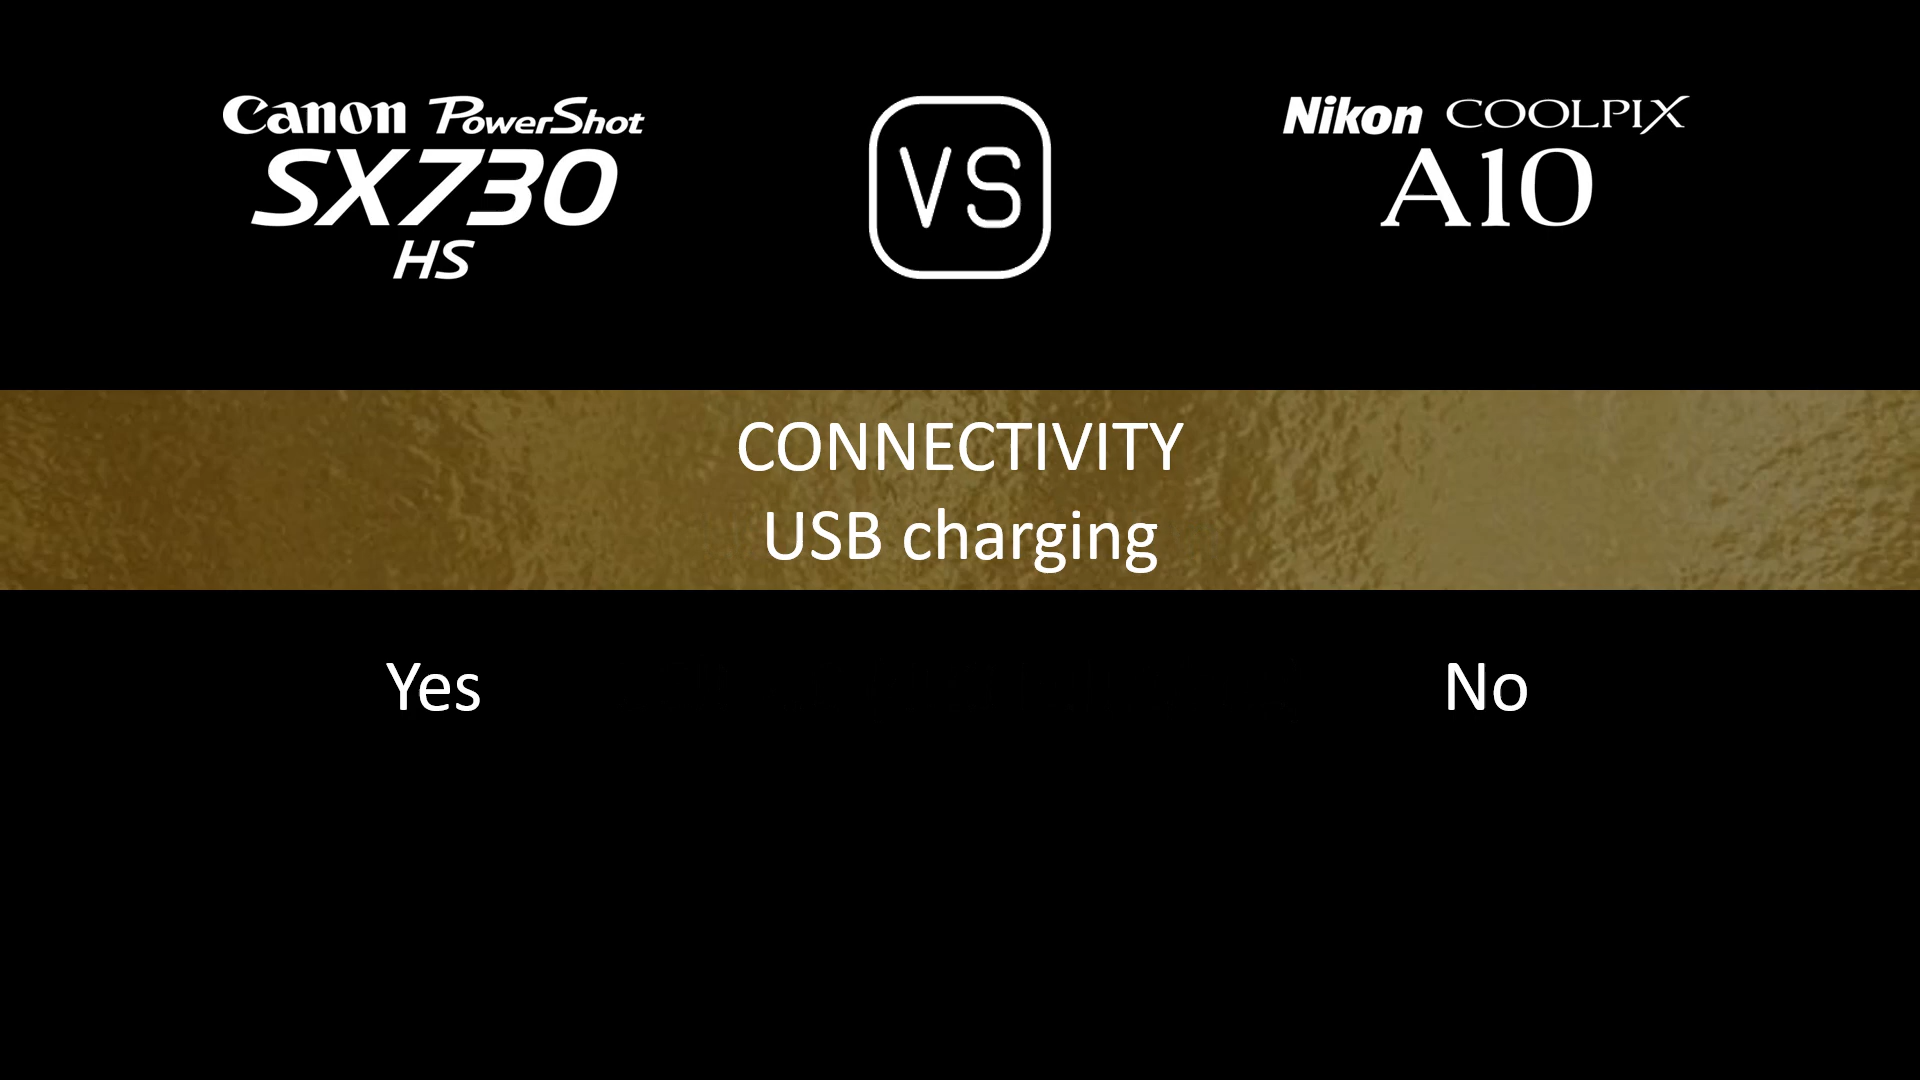 Canon PowerShot
SX730
HS
VS
Nikon COOLPIX
A10
CONNECTIVITY
USB charging
Yes
No